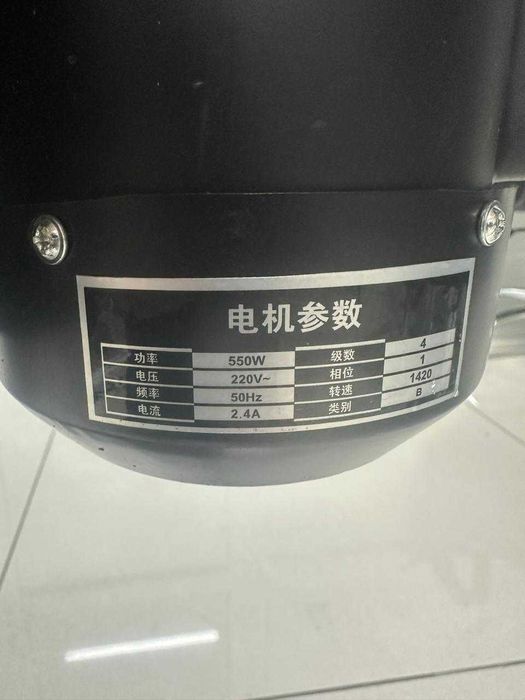 电机参数
功率 550W 级数 4
电压 220V~ 相位 1
频率 50Hz 转速 1420
电流 2.4A 类别 B